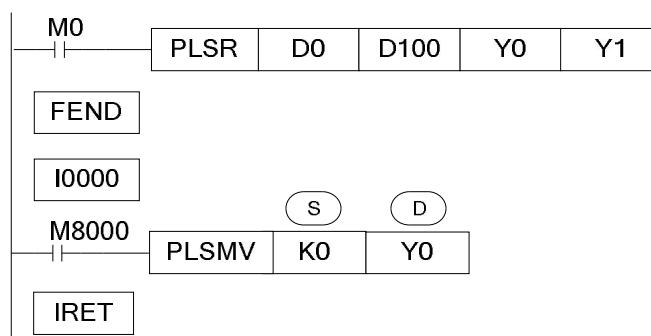 M0
PLSR D0 D100 Y0 Y1
FEND
I0000
S D
M8000
PLSMV K0 Y0
IRET